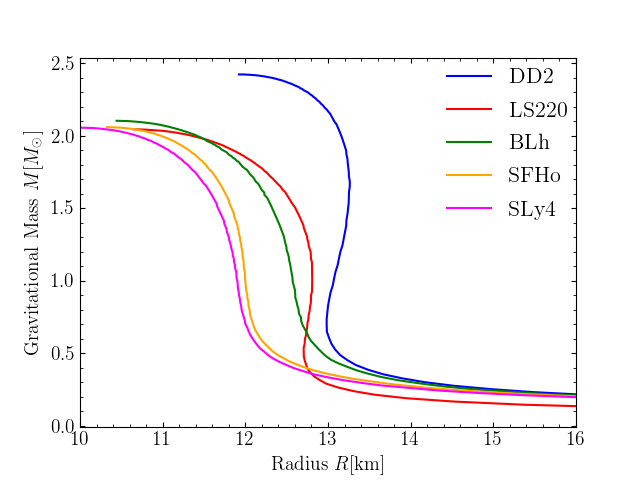 2.5
2.0
1.5
1.0
0.5
0.0
Gravitational Mass M[M⊙]
DD2
LS220
BLh
SFHo
SLy4
10 11 12 13 14 15 16
Radius R[km]